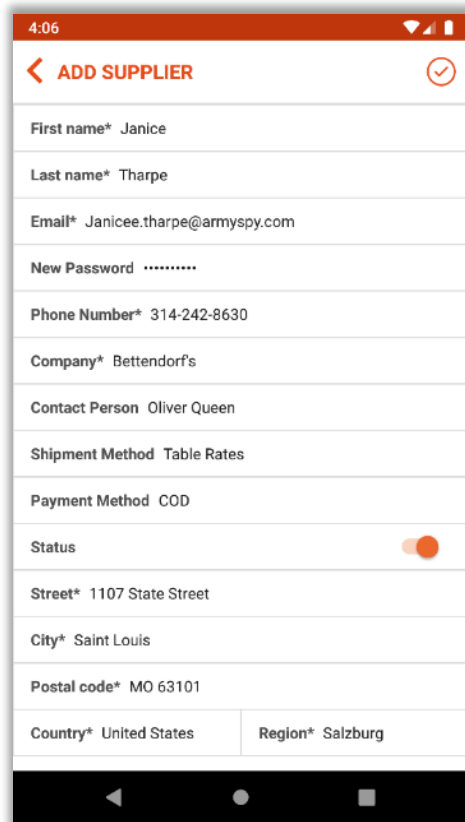 4:06
ADD SUPPLIER
First name* Janice
Last name* Tharpe
Email* Janicee.tharpe@armyspy.com
New Password ••••••••••
Phone Number* 314-242-8630
Company* Bettendorf's
Contact Person Oliver Queen
Shipment Method Table Rates
Payment Method COD
Status
Street* 1107 State Street
City* Saint Louis
Postal code* MO 63101
Country* United States Region* Salzburg